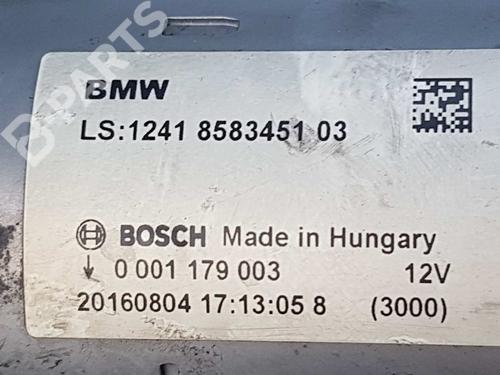 B-PARTS
BMW
LS:1241 8583451 03
BOSCH Made in Hungary
0 001 179 003 12V
20160804 17:13:05 8 (3000)